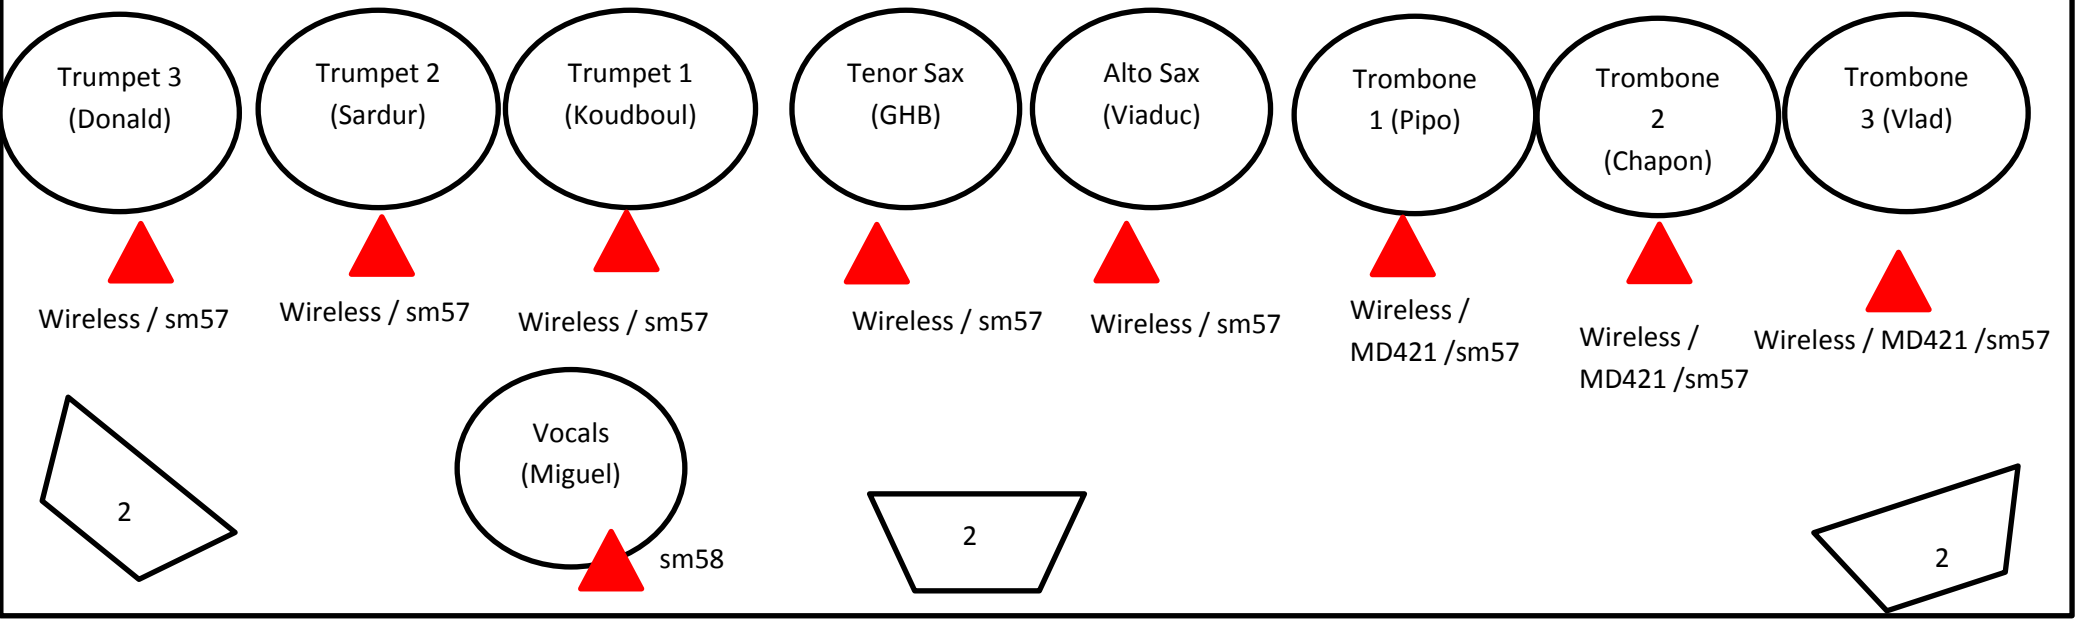 Trumpet 3
(Donald)
Trumpet 2
(Sardur)
Trumpet 1
(Koudboul)
Tenor Sax
(GHB)
Alto Sax
(Viaduc)
Trombone
1 (Pipo)
Trombone
2
(Chapon)
Trombone
3 (Vlad)
Wireless / sm57
Wireless / sm57
Wireless / sm57
Wireless / sm57
Wireless / sm57
Wireless /
MD421 /sm57
Wireless /
MD421 /sm57
Wireless / MD421 /sm57
2
Vocals
(Miguel)
sm58
2
2